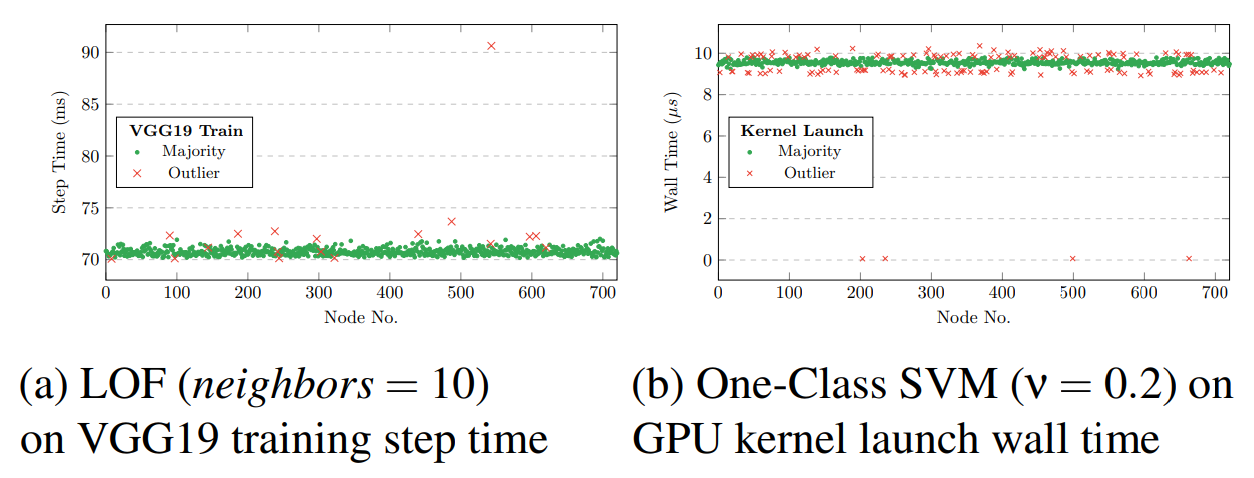 90
85
80
75
70
Step Time (ms)
VGG19 Train
Majority
Outlier
0 100 200 300 400 500 600 700
Node No.
10
8
6
4
2
0
Wall Time (μs)
Kernel Launch
Majority
Outlier
0 100 200 300 400 500 600 700
Node No.
(a) LOF (neighbors = 10)
on VGG19 training step time
(b) One-Class SVM (ν = 0.2) on
GPU kernel launch wall time